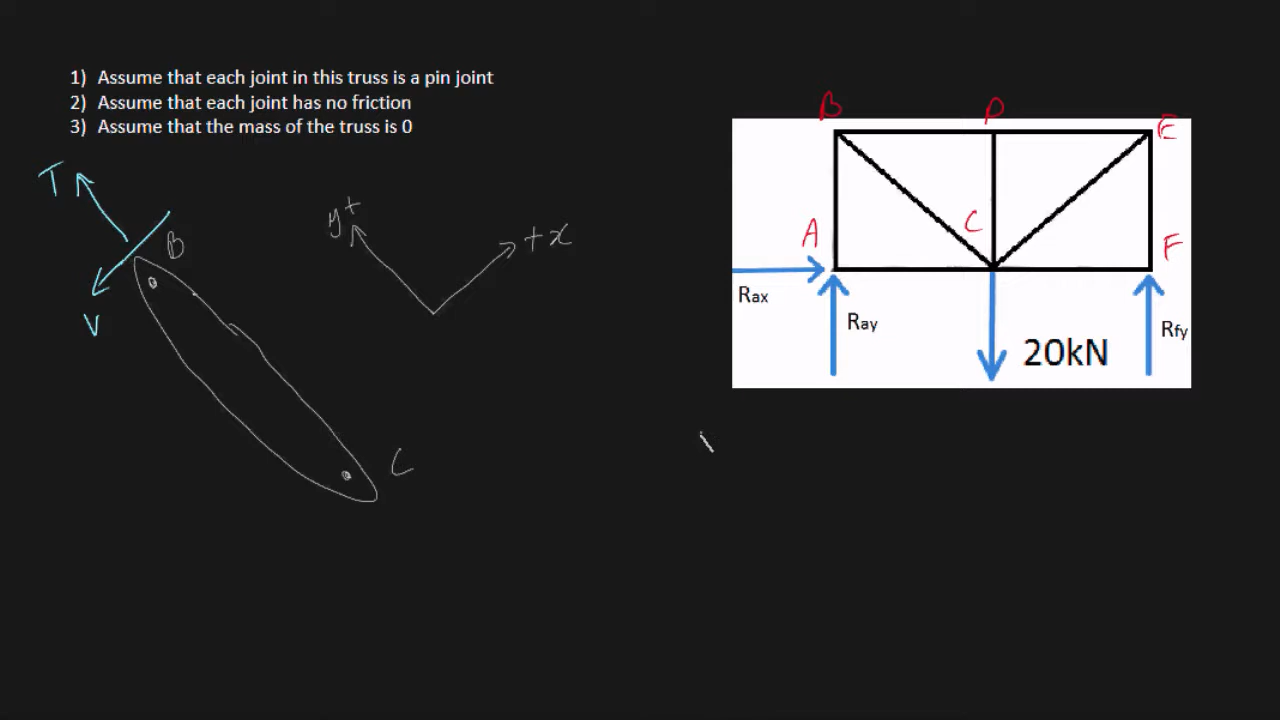 1) Assume that each joint in this truss is a pin joint
2) Assume that each joint has no friction
3) Assume that the mass of the truss is 0
T
B
V
C
y+
+x
B
D
E
A
C
F
Rax
Ray
Rfy
20kN